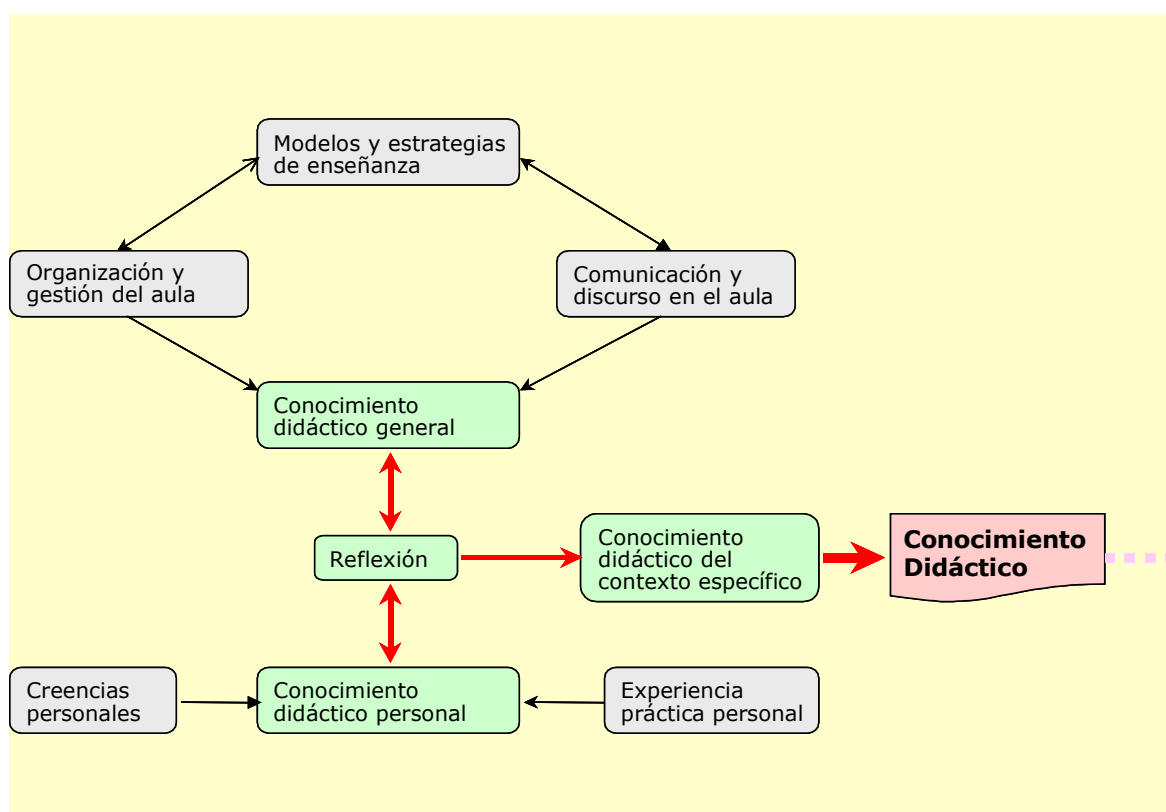 Modelos y estrategias
de enseñanza
Organización y
gestión del aula
Comunicación y
discurso en el aula
Conocimiento
didáctico general
Reflexión
Conocimiento
didáctico del
contexto específico
Conocimiento
Didáctico
Creencias
personales
Conocimiento
didáctico personal
Experiencia
práctica personal